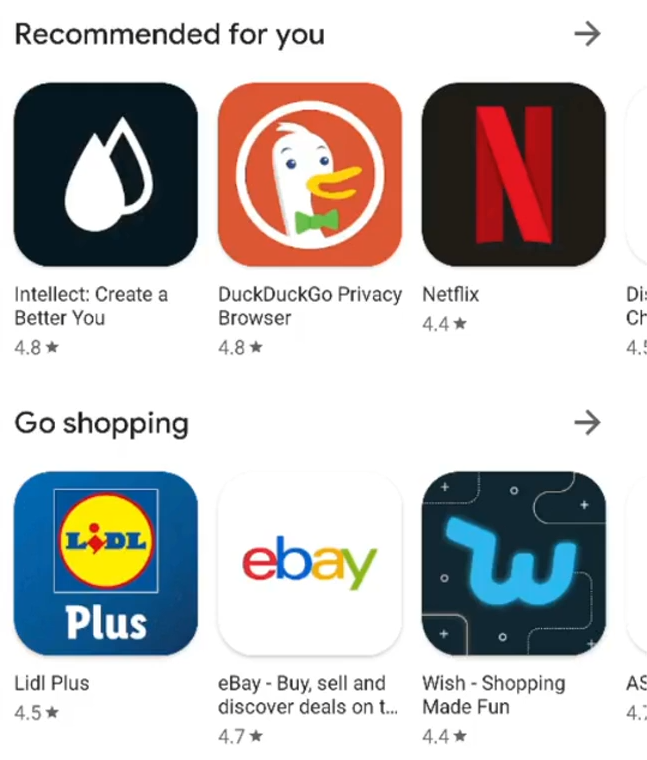 Recommended for you
Intellect: Create a
Better You
4.8★
DuckDuckGo Privacy
Browser
4.8★
N
Netflix
4.4★
Di
Ch
4.5
Go shopping
LIDL
Plus
Lidl Plus
4.5★
ebay
eBay - Buy, sell and
discover deals on t...
4.7★
w
Wish - Shopping
Made Fun
4.4★
AS
4.7